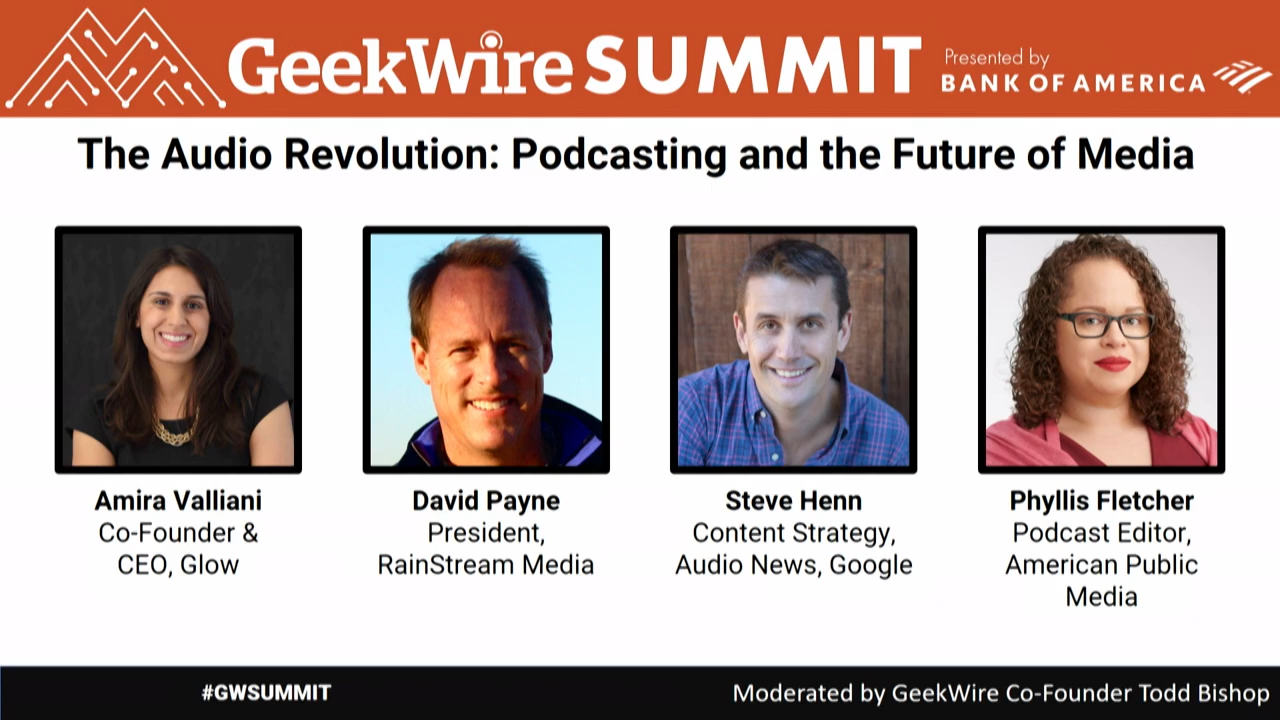 GeekWire SUMMIT
Presented by
BANK OF AMERICA
The Audio Revolution: Podcasting and the Future of Media
Amira Valliani
Co-Founder &
CEO, Glow
David Payne
President,
RainStream Media
Steve Henn
Content Strategy,
Audio News, Google
Phyllis Fletcher
Podcast Editor,
American Public
Media
#GWSUMMIT
Moderated by GeekWire Co-Founder Todd Bishop